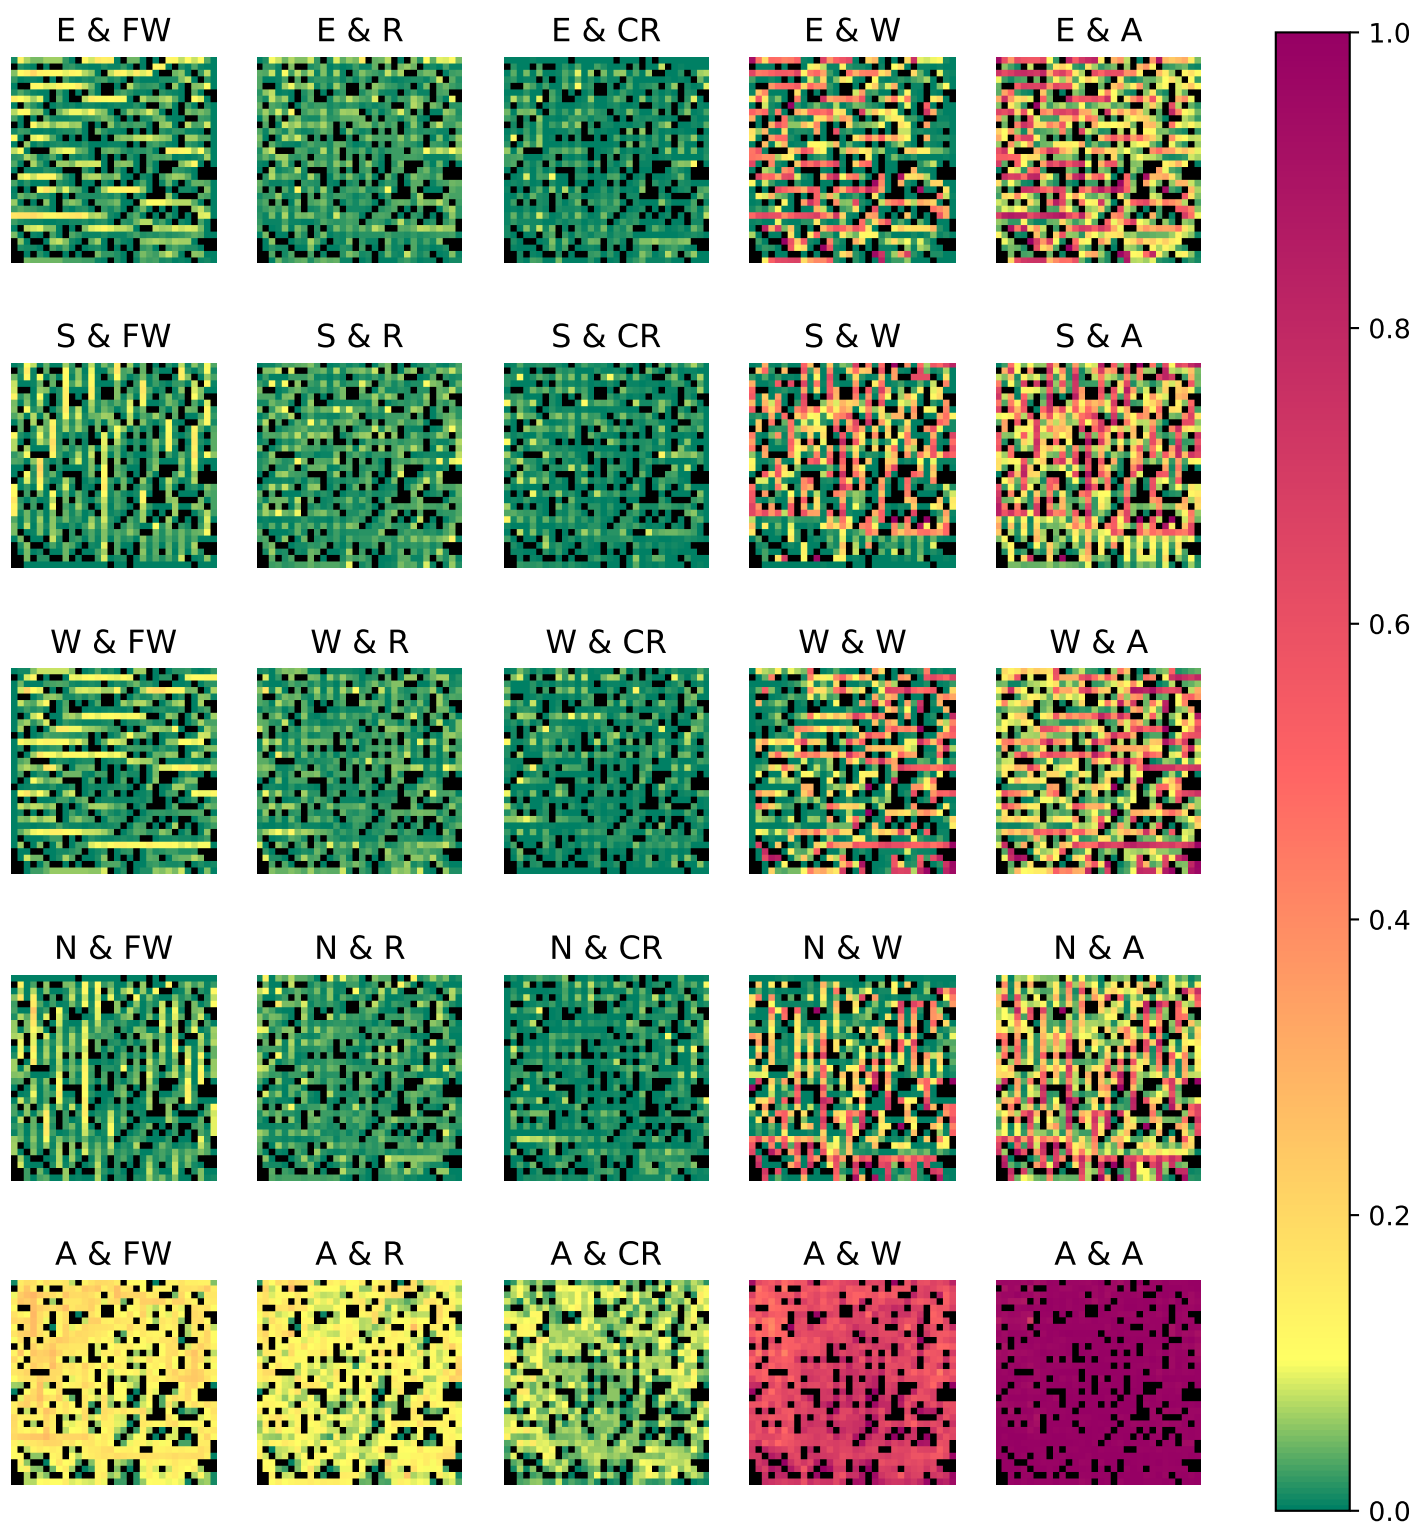 E & FW E & R E & CR E & W E & A
S & FW S & R S & CR S & W S & A
W & FW W & R W & CR W & W W & A
N & FW N & R N & CR N & W N & A
A & FW A & R A & CR A & W A & A
1.0
0.8
0.6
0.4
0.2
0.0